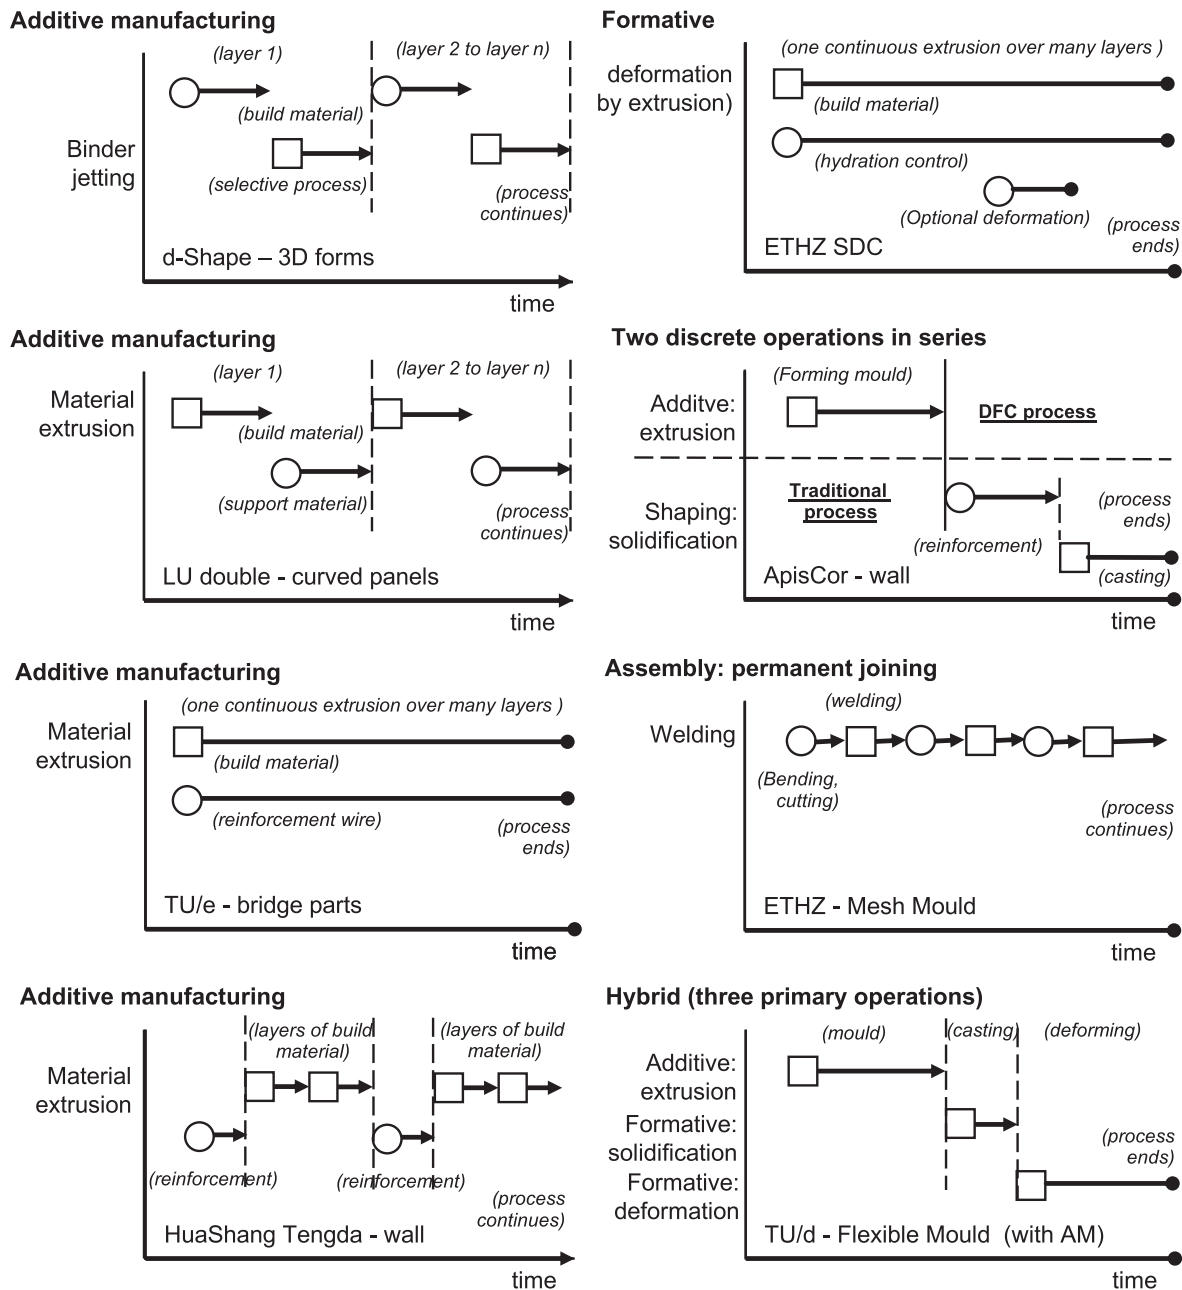 Additive manufacturing
(layer 1)
(layer 2 to layer n)
(build material)
Binder
jetting
(selective process)
(process
continues)
d-Shape – 3D forms
time
Formative
(one continuous extrusion over many layers )
deformation
by extrusion)
(build material)
(hydration control)
(Optional deformation)
(process
ends)
ETHZ SDC
Additive manufacturing
(layer 1)
(layer 2 to layer n)
Material
extrusion
(build material)
(support material)
(process
continues)
LU double - curved panels
time
Two discrete operations in series
(Forming mould)
Additve:
extrusion
DFC process
Traditional
process
Shaping:
solidification
(process
ends)
(reinforcement)
(casting)
ApisCor - wall
time
Additive manufacturing
(one continuous extrusion over many layers )
Material
extrusion
(build material)
(reinforcement wire)
(process
ends)
TU/e - bridge parts
time
Assembly: permanent joining
(welding)
Welding
(Bending,
cutting)
(process
continues)
ETHZ - Mesh Mould
time
Additive manufacturing
(layers of build
material)
(layers of build
material)
Material
extrusion
(reinforcement)
(reinforcement)
(process
continues)
HuaShang Tengda - wall
time
Hybrid (three primary operations)
(mould)
(casting)
(deforming)
Additive:
extrusion
Formative:
solidification
Formative:
deformation
(process
ends)
TU/d - Flexible Mould (with AM)
time